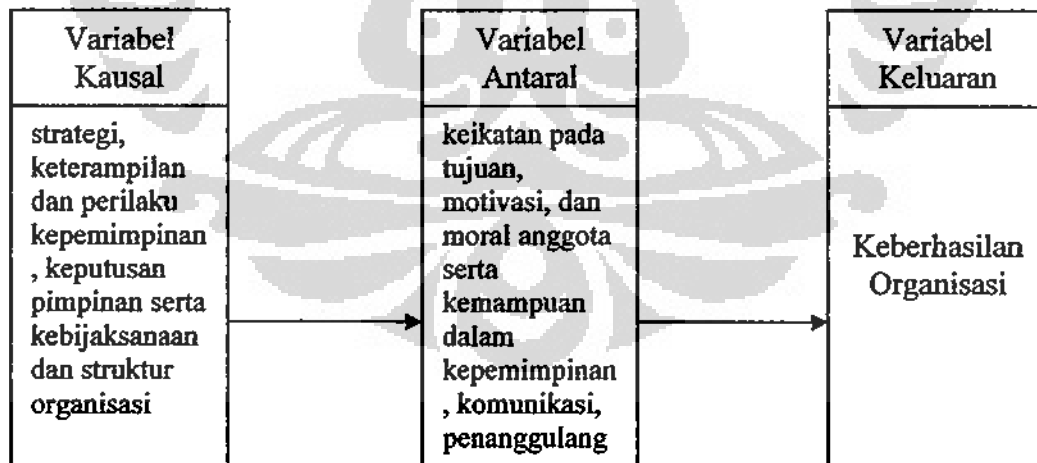 Variabel
Kausal
strategi,
keterampilan
dan perilaku
kepemimpinan
, keputusan
pimpinan serta
kebijaksanaan
dan struktur
organisasi
Variabel
Antaral
keikatan pada
tujuan,
motivasi, dan
moral anggota
serta
kemampuan
dalam
kepemimpinan
, komunikasi,
penanggulang
Variabel
Keluaran
Keberhasilan
Organisasi